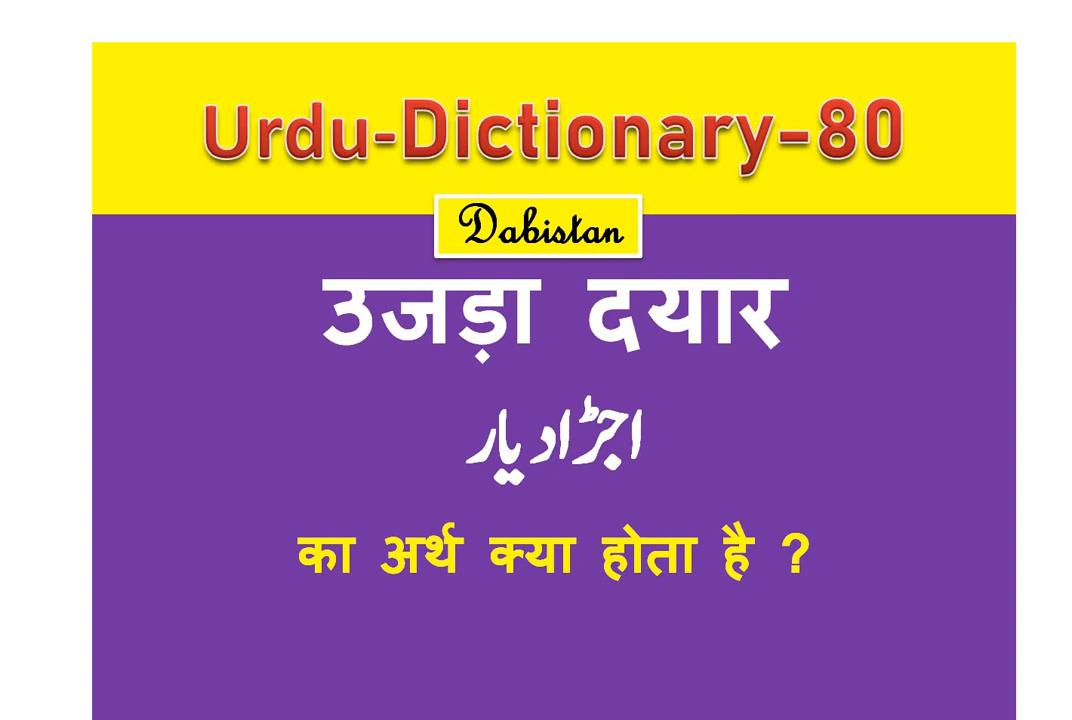 Urdu-Dictionary-80
Dabistan
उजड़ा दयार
اجڑا دیار
का अर्थ क्या होता है ?